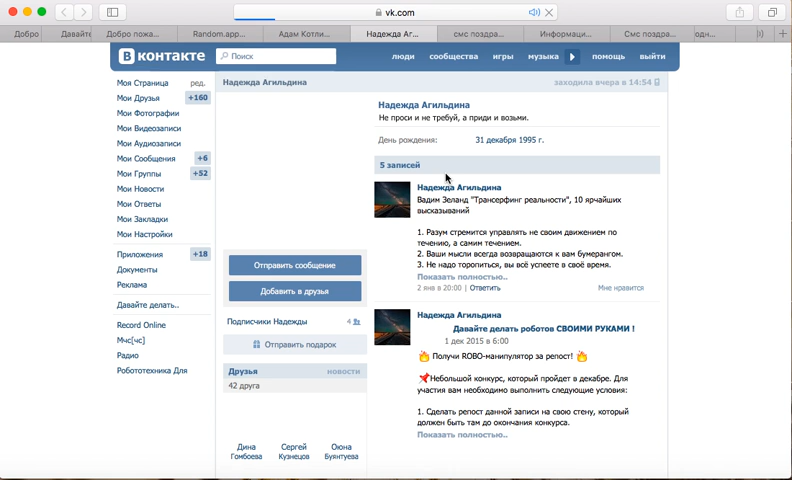 vk.com
Добро
Давайте
Добро пожа...
Random.app...
Адам Котли...
Надежда Аг...
смс поздра...
Информаци...
Смс поздра...
одн...
В контакте
Поиск
люди сообщества игры музыка помощь выйти
Моя Страница ред.
Мои Друзья +160
Мои Фотографии
Мои Видеозаписи
Мои Аудиозаписи
Мои Сообщения +6
Мои Группы +52
Мои Новости
Мои Ответы
Мои Закладки
Мои Настройки
Приложения +18
Документы
Реклама
Давайте делать..
Record Online
Мчс[чс]
Радио
Робототехника Для
Надежда Агильдина
заходила вчера в 14:54
Отправить сообщение
Добавить в друзья
Подписчики Надежды 4
Отправить подарок
Друзья новости
42 друга
Дина Гомбоева
Сергей Кузнецов
Оюна Буянтуева
Надежда Агильдина
Не проси и не требуй, а приди и возьми.
День рождения: 31 декабря 1995 г.
5 записей
Надежда Агильдина
Вадим Зеланд "Трансерфинг реальности", 10 ярчайших
высказываний
1. Разум стремится управлять не своим движением по
течению, а самим течением.
2. Ваши мысли всегда возвращаются к вам бумерангом.
3. Не надо торопиться, вы всё успеете в своё время.
Показать полностью..
2 янв в 20:00 | Ответить Мне нравится
Надежда Агильдина
Давайте делать роботов СВОИМИ РУКАМИ !
1 дек 2015 в 6:00
Получи ROBO-манипулятор за репост!
Небольшой конкурс, который пройдет в декабре. Для
участия вам необходимо выполнить следующие условия:
1. Сделать репост данной записи на свою стену, который
должен быть там до окончания конкурса.
Показать полностью..